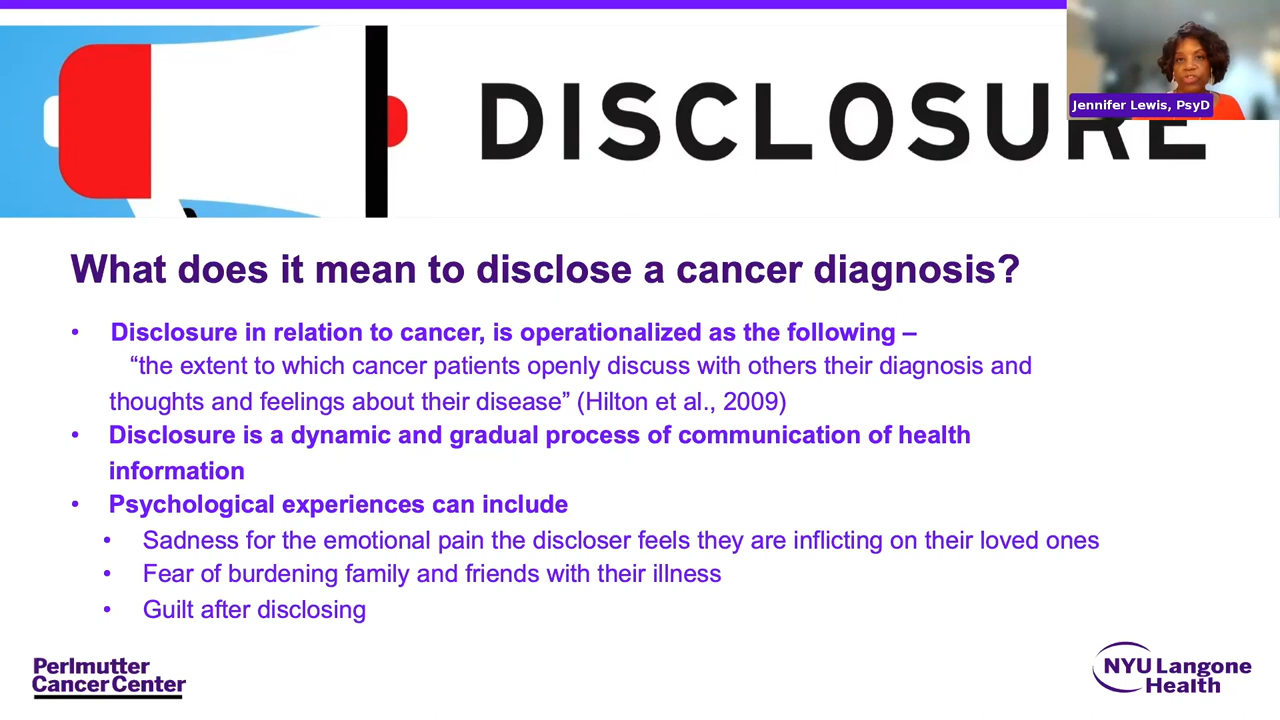 DISCLOSURE
Jennifer Lewis, PsyD
What does it mean to disclose a cancer diagnosis?
• Disclosure in relation to cancer, is operationalized as the following –
“the extent to which cancer patients openly discuss with others their diagnosis and
thoughts and feelings about their disease” (Hilton et al., 2009)
• Disclosure is a dynamic and gradual process of communication of health
information
• Psychological experiences can include
• Sadness for the emotional pain the discloser feels they are inflicting on their loved ones
• Fear of burdening family and friends with their illness
• Guilt after disclosing
Perlmutter
Cancer Center
NYU Langone
Health